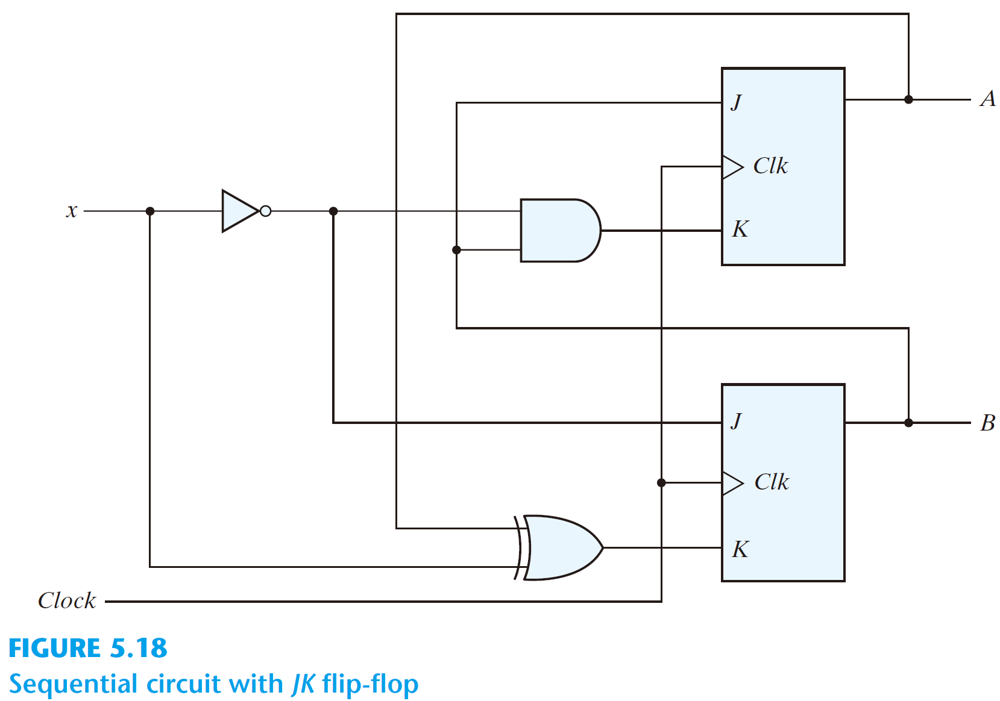 A
J
Clk
x
K
J
B
Clk
K
Clock
FIGURE 5.18
Sequential circuit with JK flip-flop